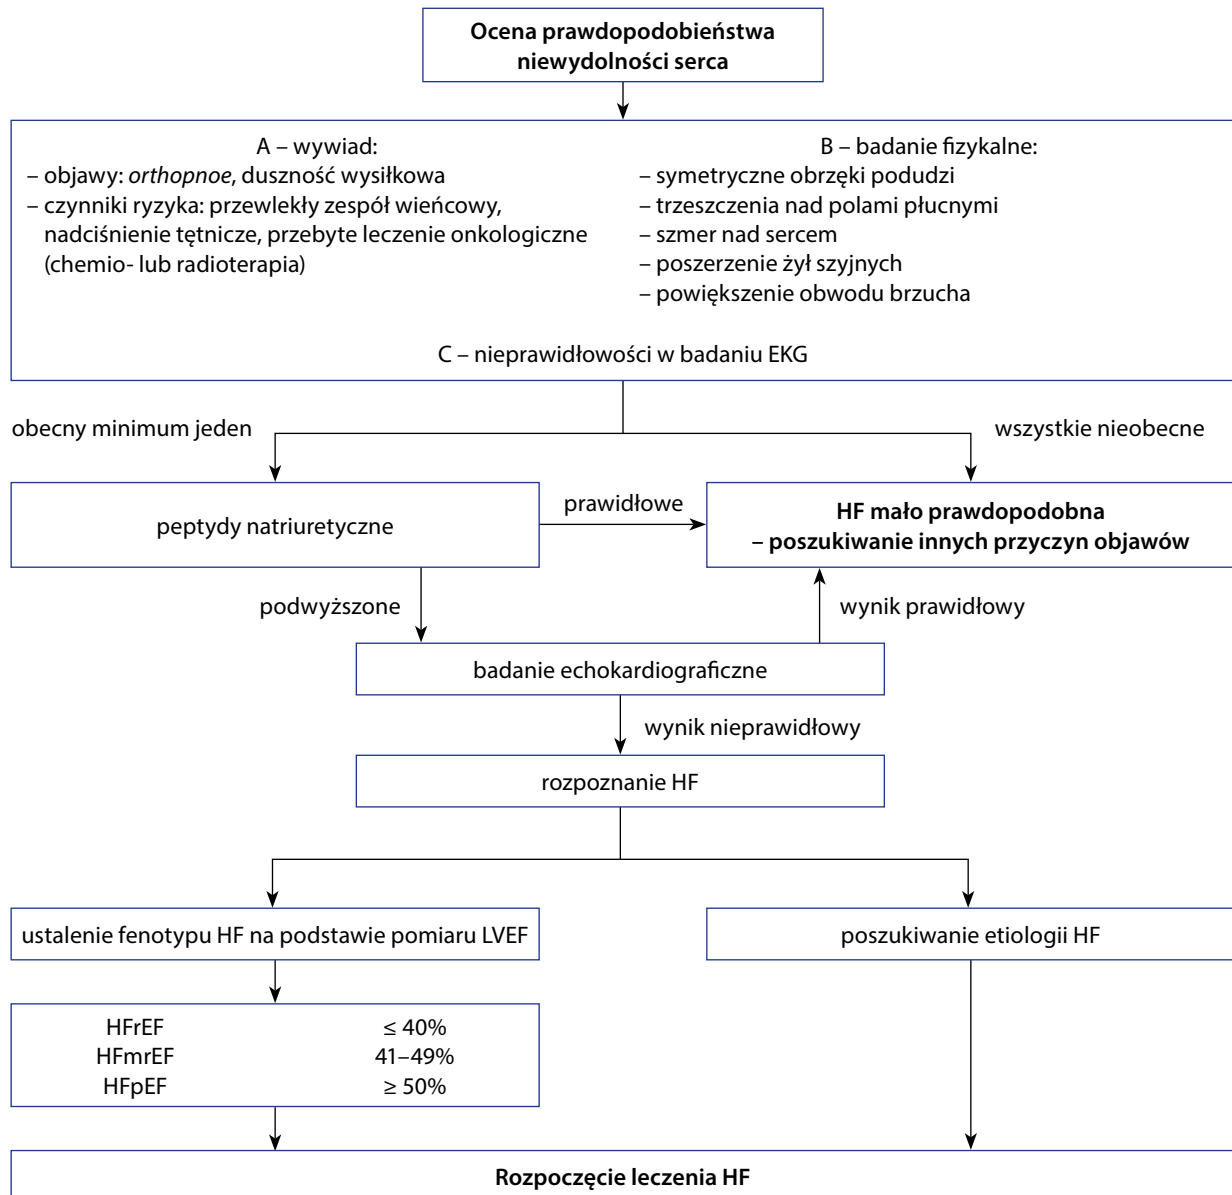 Ocena prawdopodobieństwa
niewydolności serca
A – wywiad:
– objawy: orthopnoe, duszność wysiłkowa
– czynniki ryzyka: przewlekły zespół wieńcowy,
nadciśnienie tętnicze, przebyte leczenie onkologiczne
(chemio- lub radioterapia)
B – badanie fizykalne:
– symetryczne obrzęki podudzi
– trzeszczenia nad polami płucnymi
– szmer nad sercem
– poszerzenie żył szyjnych
– powiększenie obwodu brzucha
C – nieprawidłowości w badaniu EKG
obecny minimum jeden
wszystkie nieobecne
peptydy natriuretyczne
prawidłowe
HF mało prawdopodobna
– poszukiwanie innych przyczyn objawów
podwyższone
wynik prawidłowy
badanie echokardiograficzne
wynik nieprawidłowy
rozpoznanie HF
ustalenie fenotypu HF na podstawie pomiaru LVEF
poszukiwanie etiologii HF
HFrEF ≤ 40%
HFmrEF 41–49%
HFpEF ≥ 50%
Rozpoczęcie leczenia HF